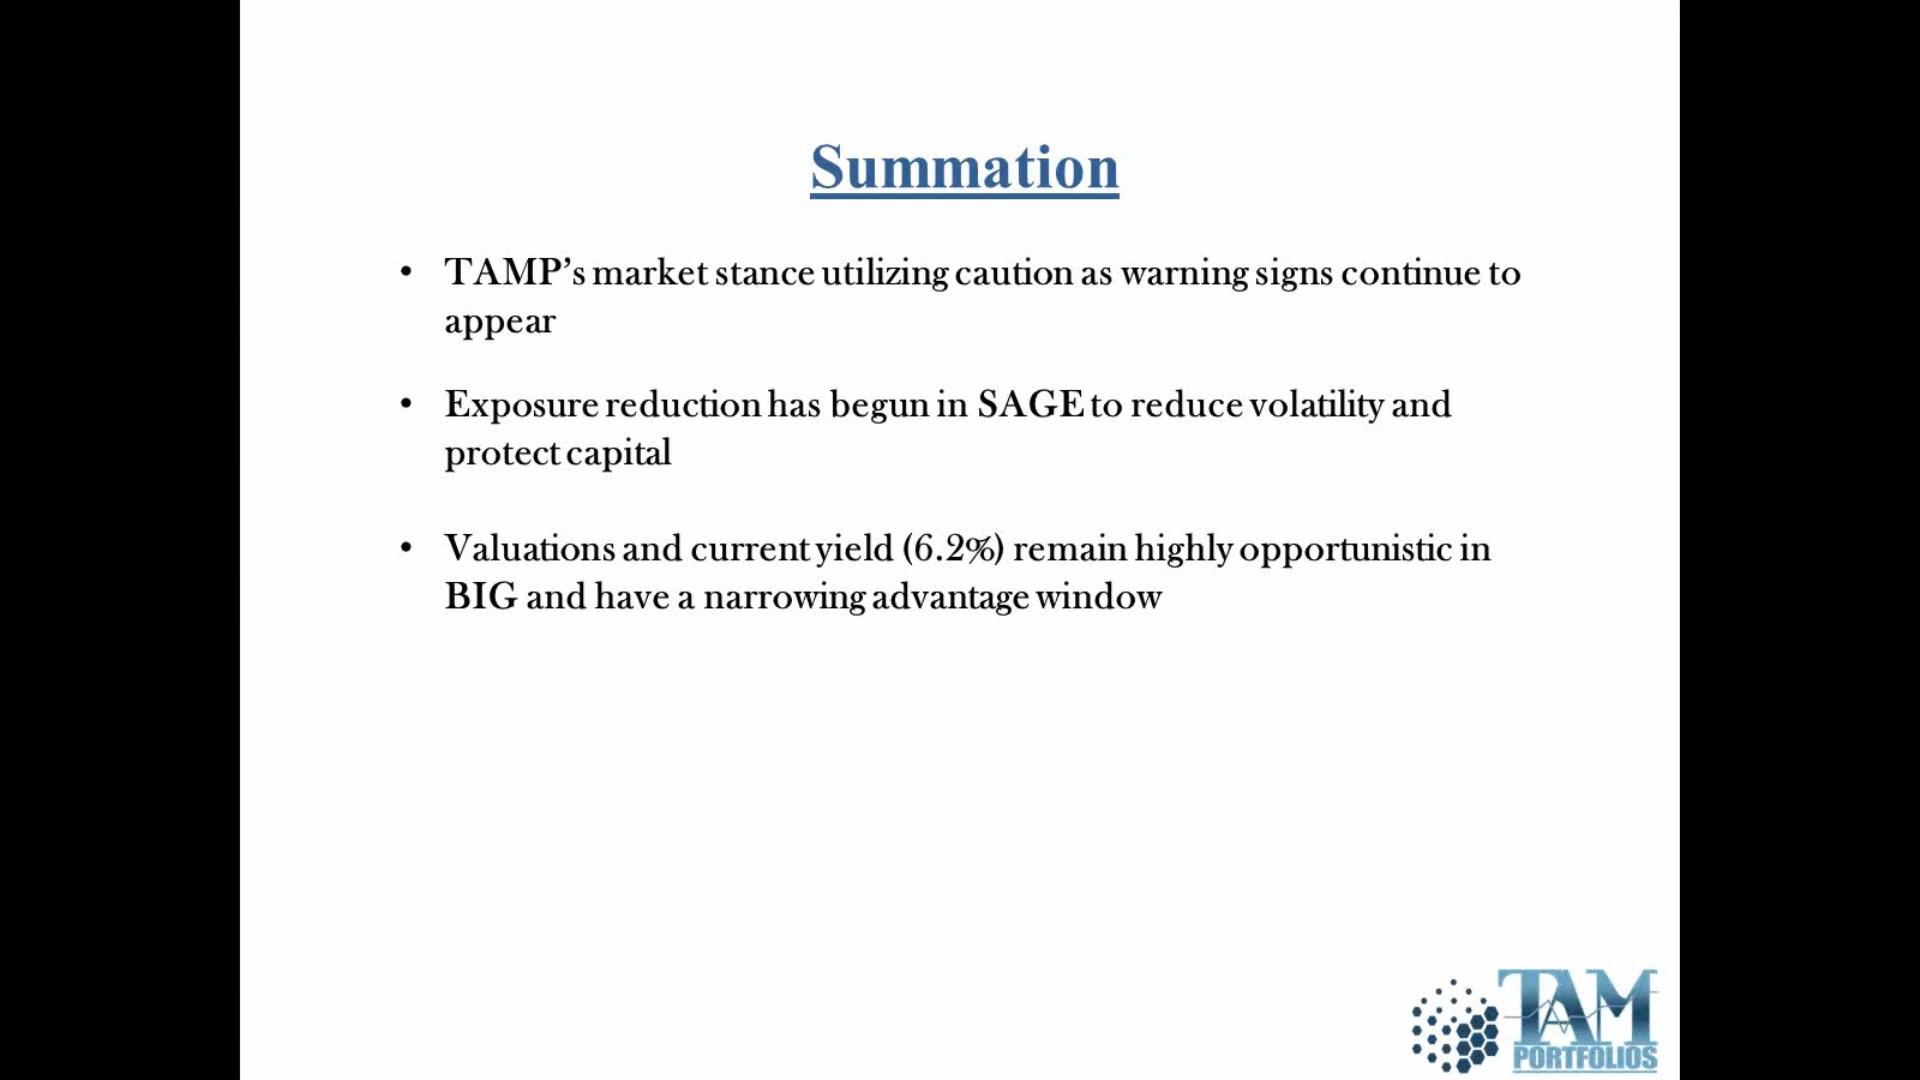 Summation
• TAMP’s market stance utilizing caution as warning signs continue to
appear
• Exposure reduction has begun in SAGE to reduce volatility and
protect capital
• Valuations and current yield (6.2%) remain highly opportunistic in
BIG and have a narrowing advantage window
TAM
PORTFOLIOS